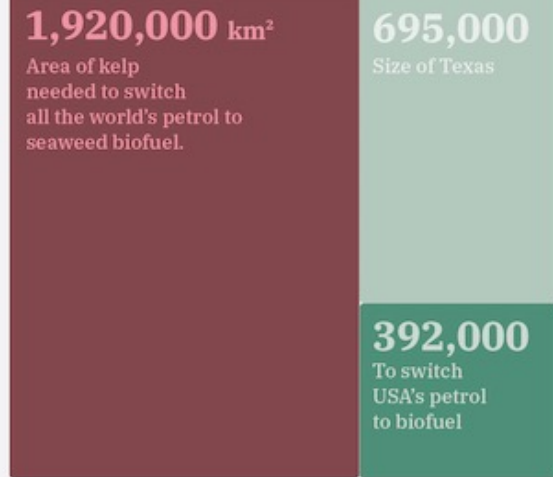 1,920,000 km²
Area of kelp
needed to switch
all the world's petrol to
seaweed biofuel.
695,000
Size of Texas
392,000
To switch
USA's petrol
to biofuel